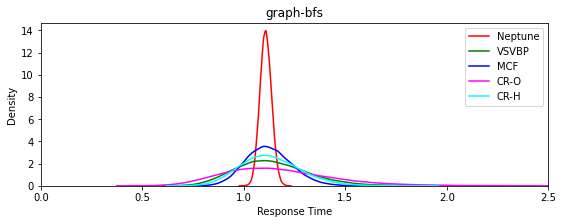 graph-bfs
Density
14
12
10
8
6
4
2
0
Neptune
VSVBP
MCF
CR-O
CR-H
0.0 0.5 1.0 1.5 2.0 2.5
Response Time